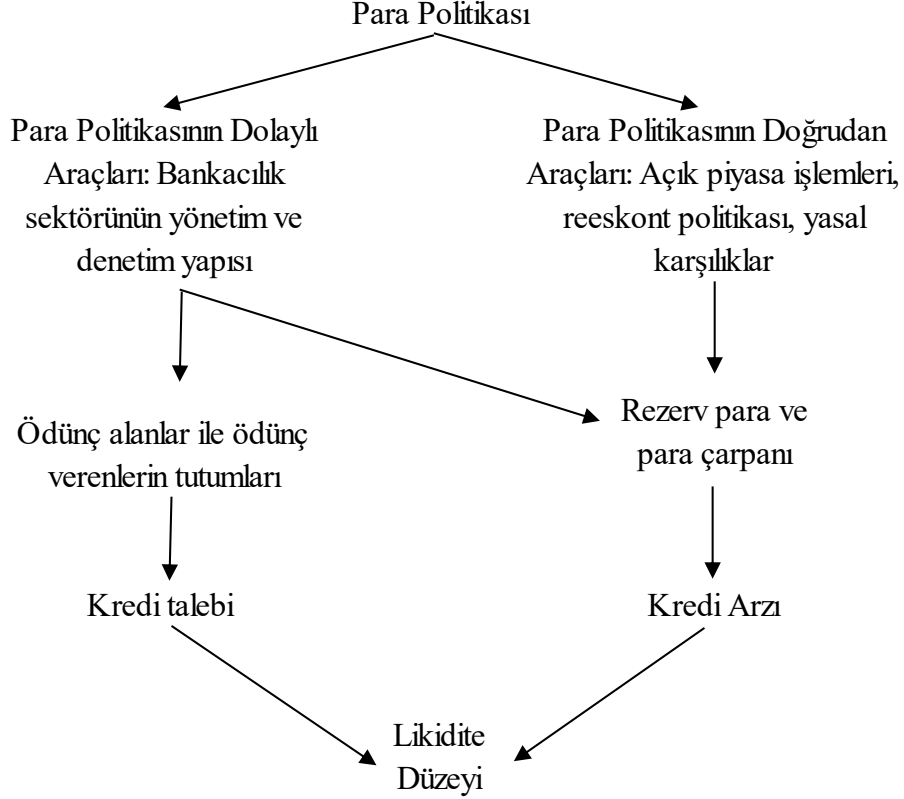 Para Politikası
Para Politikasının Dolaylı
Araçları: Bankacılık
sektörünün yönetim ve
denetim yapısı
Para Politikasının Doğrudan
Araçları: Açık piyasa işlemleri,
reeskont politikası, yasal
karşılıklar
Ödünç alanlar ile ödünç
verenlerin tutumları
Rezerv para ve
para çarpanı
Kredi talebi
Kredi Arzı
Likidite
Düzeyi